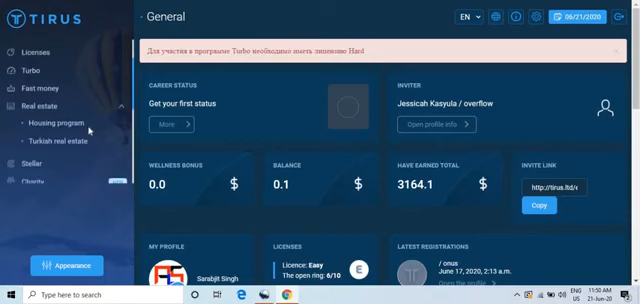 TIRUS
General
EN
06/21/2020
Для участия в программе Turbo необходимо иметь лицензию Hard
Licenses
Turbo
Fast money
Real estate
Housing program
Turkish real estate
Stellar
Charity
Appearance
CAREER STATUS
Get your first status
More
INVITER
Jessicah Kasyula / overflow
Open profile info
WELLNESS BONUS
0.0 $
BALANCE
0.1 $
HAVE EARNED TOTAL
3164.1 $
INVITE LINK
http://tirus.ltd/e
Copy
MY PROFILE
Sarabjit Singh
LICENSES
Licence: Easy
The open ring: 6/10
E
LATEST REGISTRATIONS
/ onus
June 17, 2020, 2:13 a.m.
Open the profile
Type here to search
ENG
US
11:50 AM
21-Jun-20